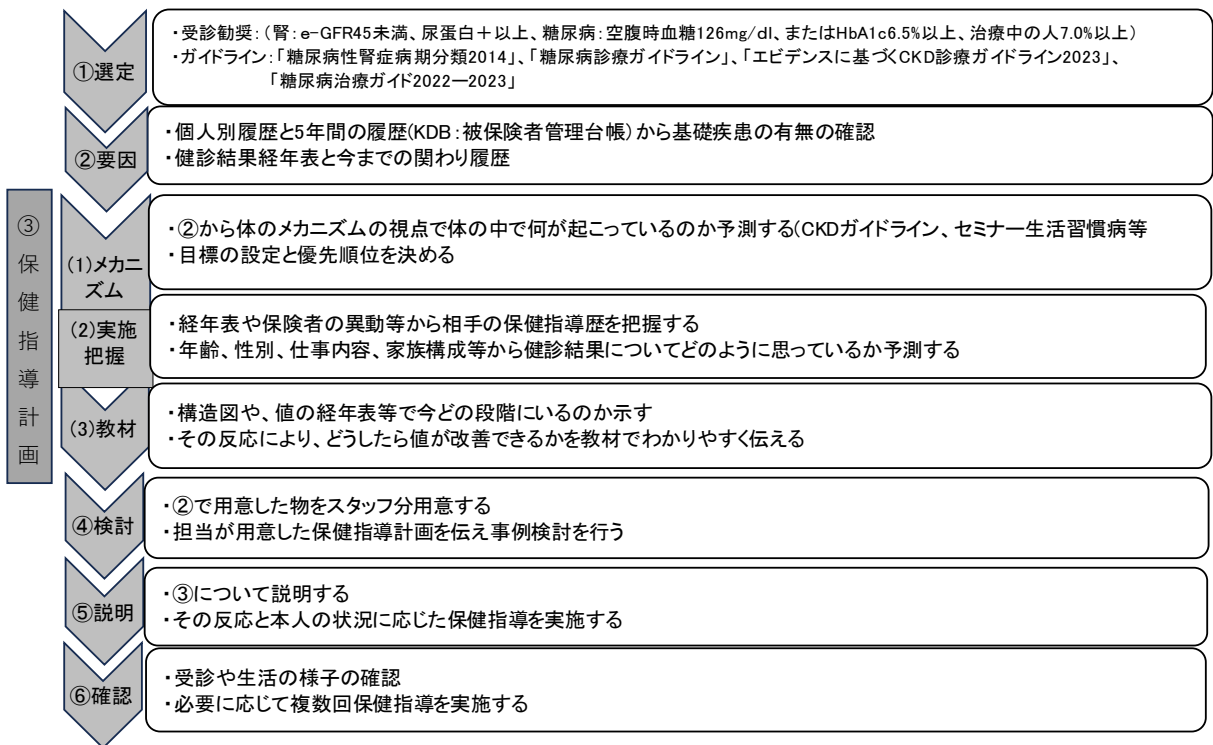 ①選定
・受診勧奨：（腎：e-GFR45未満、尿蛋白＋以上、糖尿病：空腹時血糖126mg/dl、またはHbA1c6.5%以上、治療中の人7.0%以上）
・ガイドライン：「糖尿病性腎症病期分類2014」、「糖尿病診療ガイドライン」、「エビデンスに基づくCKD診療ガイドライン2023」、
「糖尿病治療ガイド2022ー2023」
②要因
・個人別履歴と5年間の履歴(KDB：被保険者管理台帳)から基礎疾患の有無の確認
・健診結果経年表と今までの関わり履歴
③保健指導計画
(1)メカニ
ズム
・②から体のメカニズムの視点で体の中で何が起こっているのか予測する(CKDガイドライン、セミナー生活習慣病等
・目標の設定と優先順位を決める
(2)実施
把握
・経年表や保険者の異動等から相手の保健指導歴を把握する
・年齢、性別、仕事内容、家族構成等から健診結果についてどのように思っているか予測する
(3)教材
・構造図や、値の経年表等で今どの段階にいるのか示す
・その反応により、どうしたら値が改善できるかを教材でわかりやすく伝える
④検討
・②で用意した物をスタッフ分用意する
・担当が用意した保健指導計画を伝え事例検討を行う
⑤説明
・③について説明する
・その反応と本人の状況に応じた保健指導を実施する
⑥確認
・受診や生活の様子の確認
・必要に応じて複数回保健指導を実施する